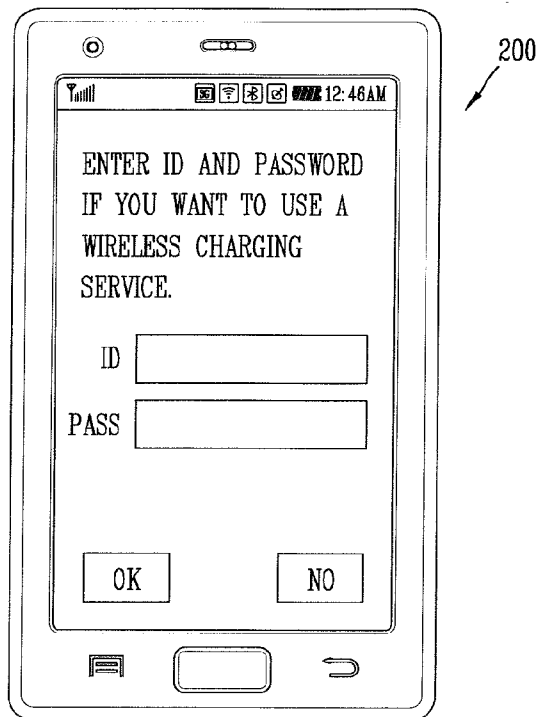 200
3G 12:46AM
ENTER ID AND PASSWORD
IF YOU WANT TO USE A
WIRELESS CHARGING
SERVICE.
ID
PASS
OK NO